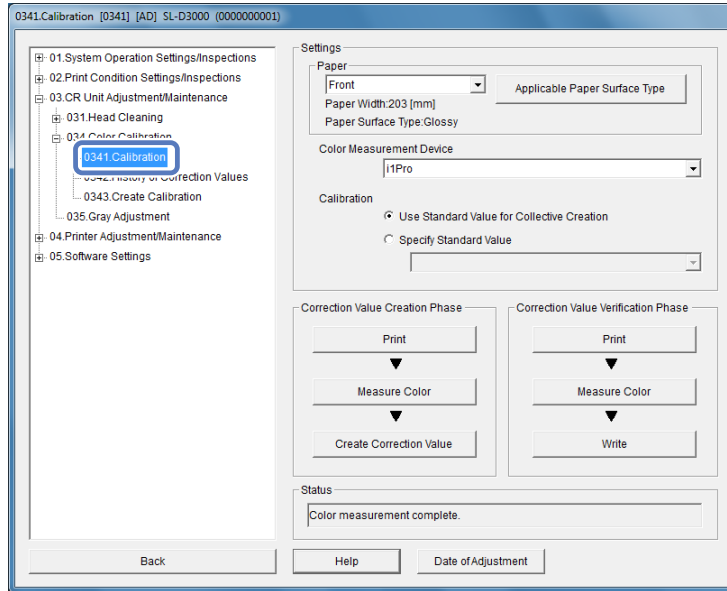 0341.Calibration [0341] [AD] SL-D3000 (0000000001)
01.System Operation Settings/Inspections
02.Print Condition Settings/Inspections
03.CR Unit Adjustment/Maintenance
031.Head Cleaning
034.Color Calibration
0341.Calibration
0342.History of Correction Values
0343.Create Calibration
035.Gray Adjustment
04.Printer Adjustment/Maintenance
05.Software Settings
Back
Settings
Paper
Front
Applicable Paper Surface Type
Paper Width:203 [mm]
Paper Surface Type:Glossy
Color Measurement Device
i1Pro
Calibration
Use Standard Value for Collective Creation
Specify Standard Value
Correction Value Creation Phase
Print
Measure Color
Create Correction Value
Correction Value Verification Phase
Print
Measure Color
Write
Status
Color measurement complete.
Help
Date of Adjustment